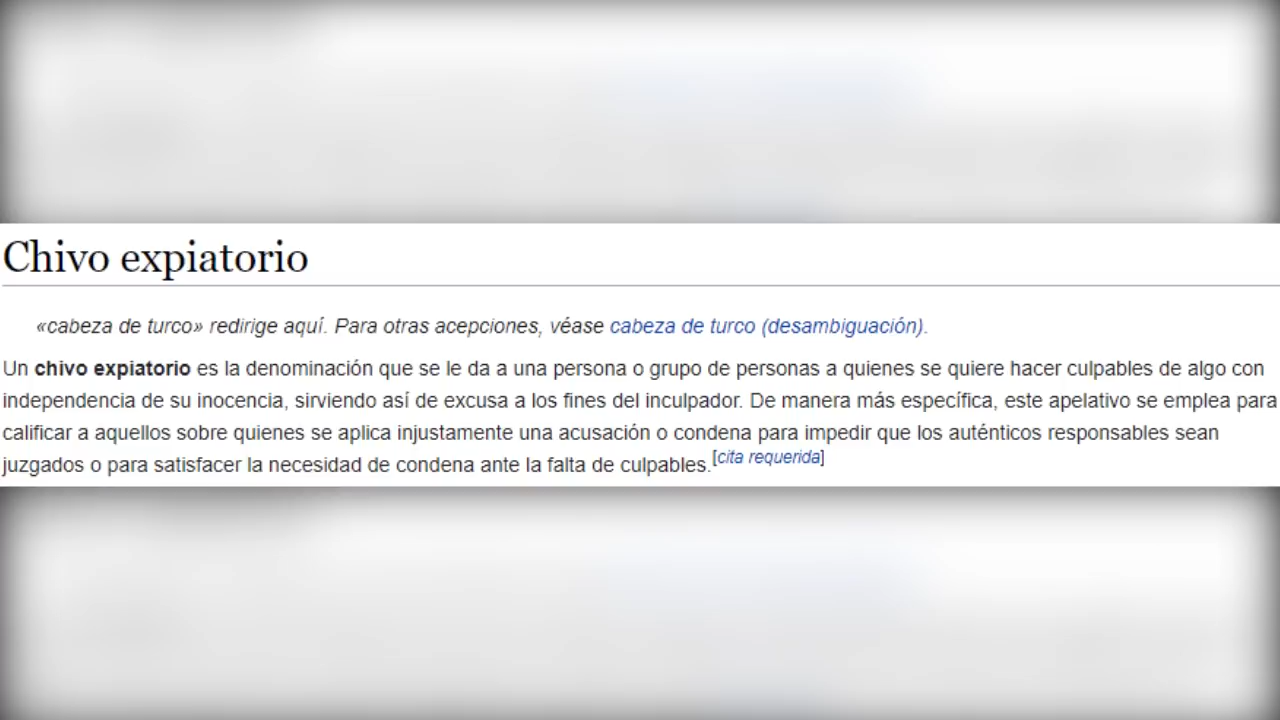 Chivo expiatorio
«cabeza de turco» redirige aquí. Para otras acepciones, véase cabeza de turco (desambiguación).
Un chivo expiatorio es la denominación que se le da a una persona o grupo de personas a quienes se quiere hacer culpables de algo con
independencia de su inocencia, sirviendo así de excusa a los fines del inculpador. De manera más específica, este apelativo se emplea para
calificar a aquellos sobre quienes se aplica injustamente una acusación o condena para impedir que los auténticos responsables sean
juzgados o para satisfacer la necesidad de condena ante la falta de culpables.[cita requerida]